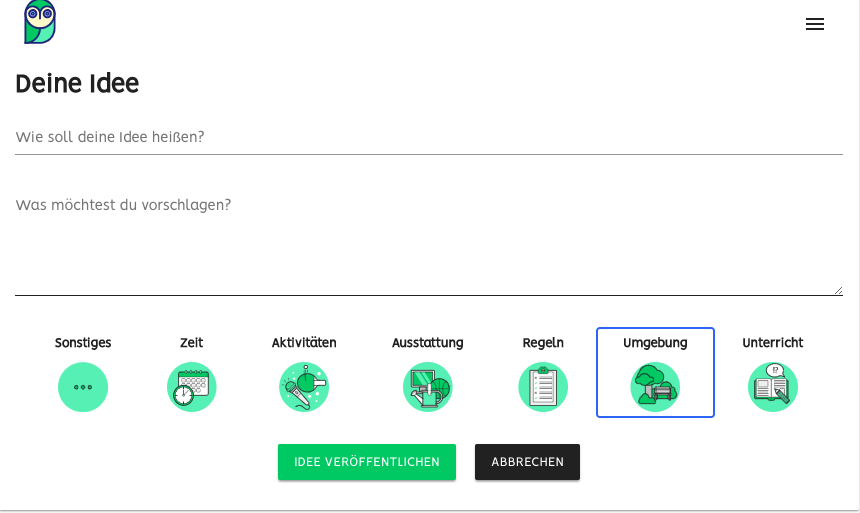 Deine Idee
Wie soll deine Idee heißen?
Was möchtest du vorschlagen?
Sonstiges Zeit Aktivitäten Ausstattung Regeln Umgebung Unterricht
!?
IDEE VERÖFFENTLICHEN ABBRECHEN